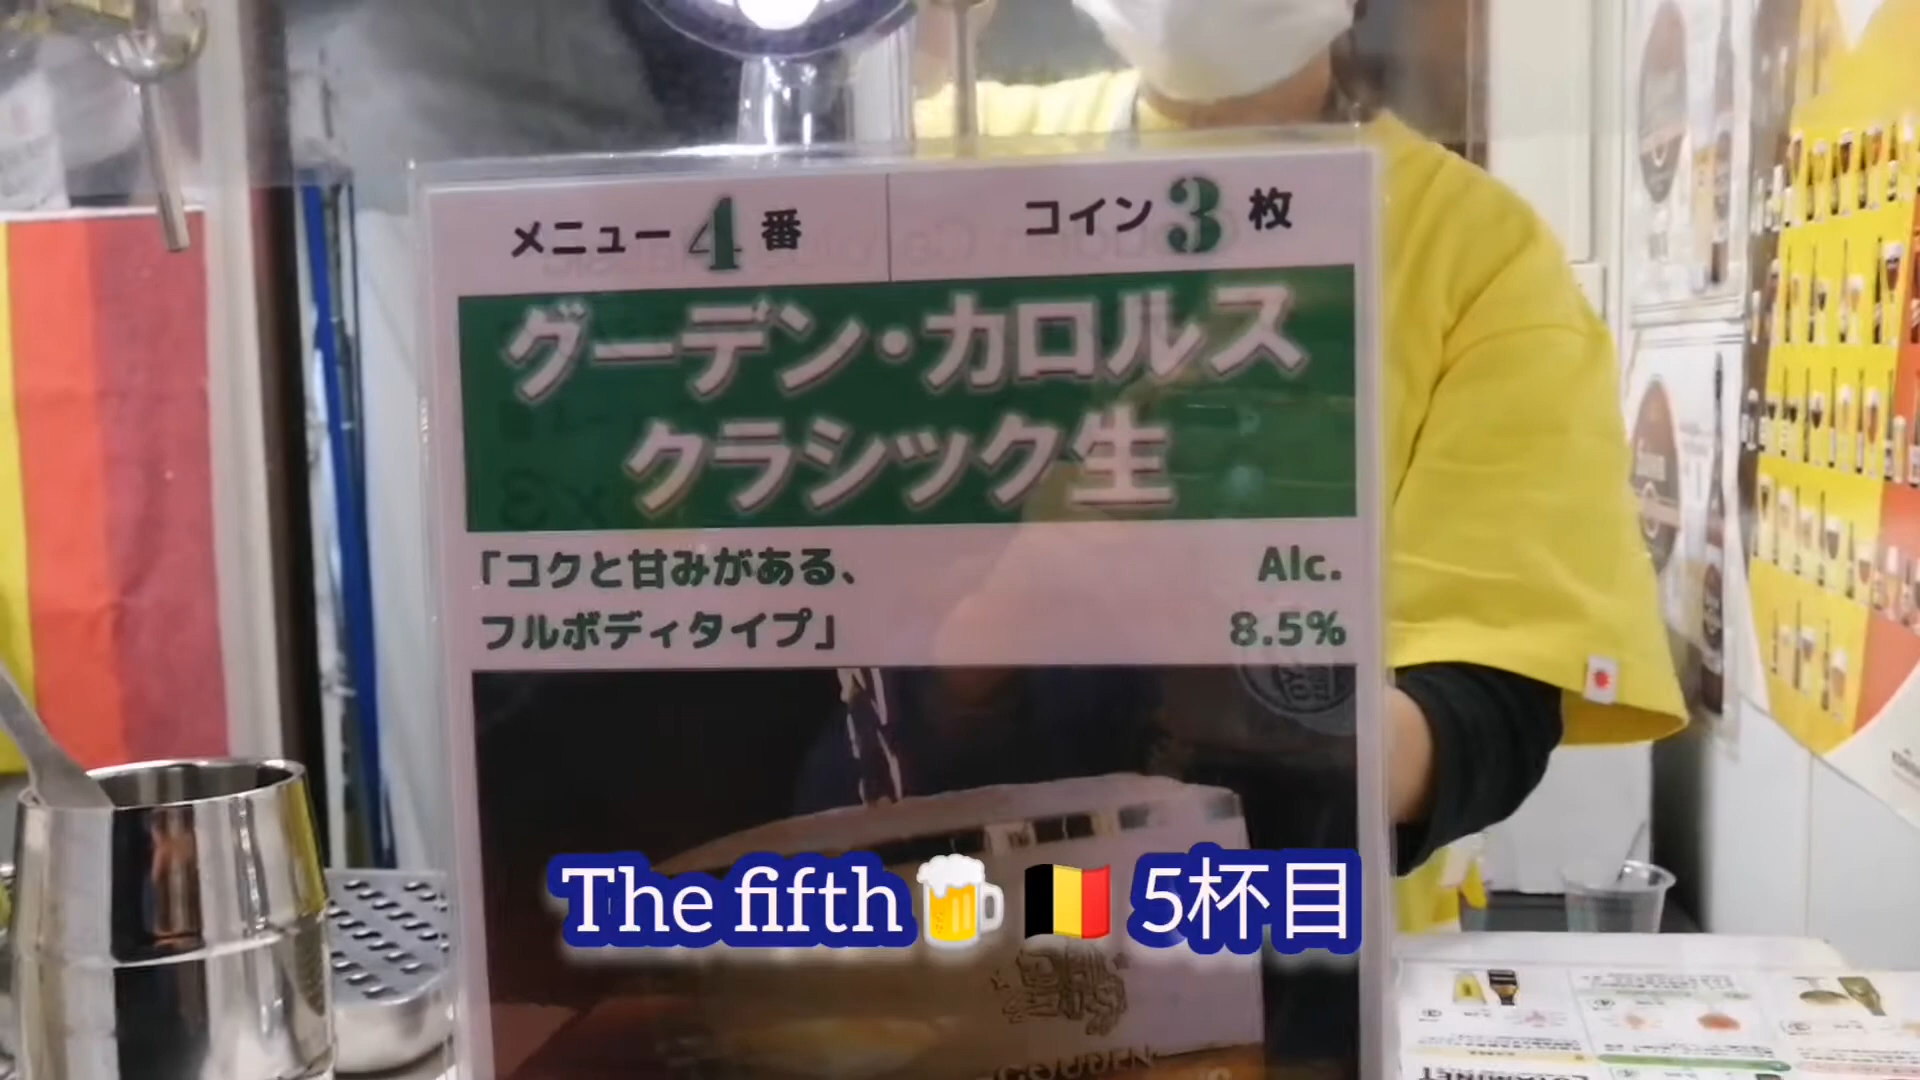 メニュー4番 コイン3枚
グーデン・カロルス
クラシック生
「コクと甘みがある、 Alc.
フルボディタイプ」 8.5%
The fifth🍺🇧🇪5杯目